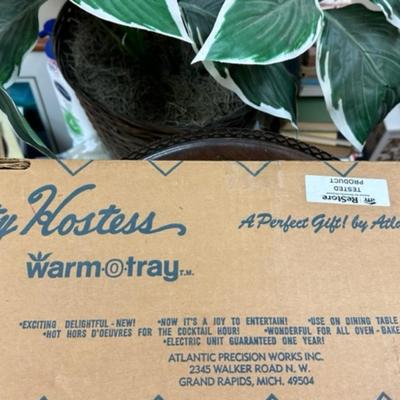 ReStore
TESTED
PRODUCT
ty Hostess
A Perfect Gift! by Atla
warm-o-tray T.M.
•EXCITING DELIGHTFUL-NEW! •NOW IT'S A JOY TO ENTERTAIN! •USE ON DINING TABLE
•HOT HORS D'OEUVRES FOR THE COCKTAIL HOUR! •WONDERFUL FOR ALL OVEN-BAKE
•ELECTRIC UNIT GUARANTEED ONE YEAR!
ATLANTIC PRECISION WORKS INC.
2345 WALKER ROAD N.W.
GRAND RAPIDS, MICH. 49504